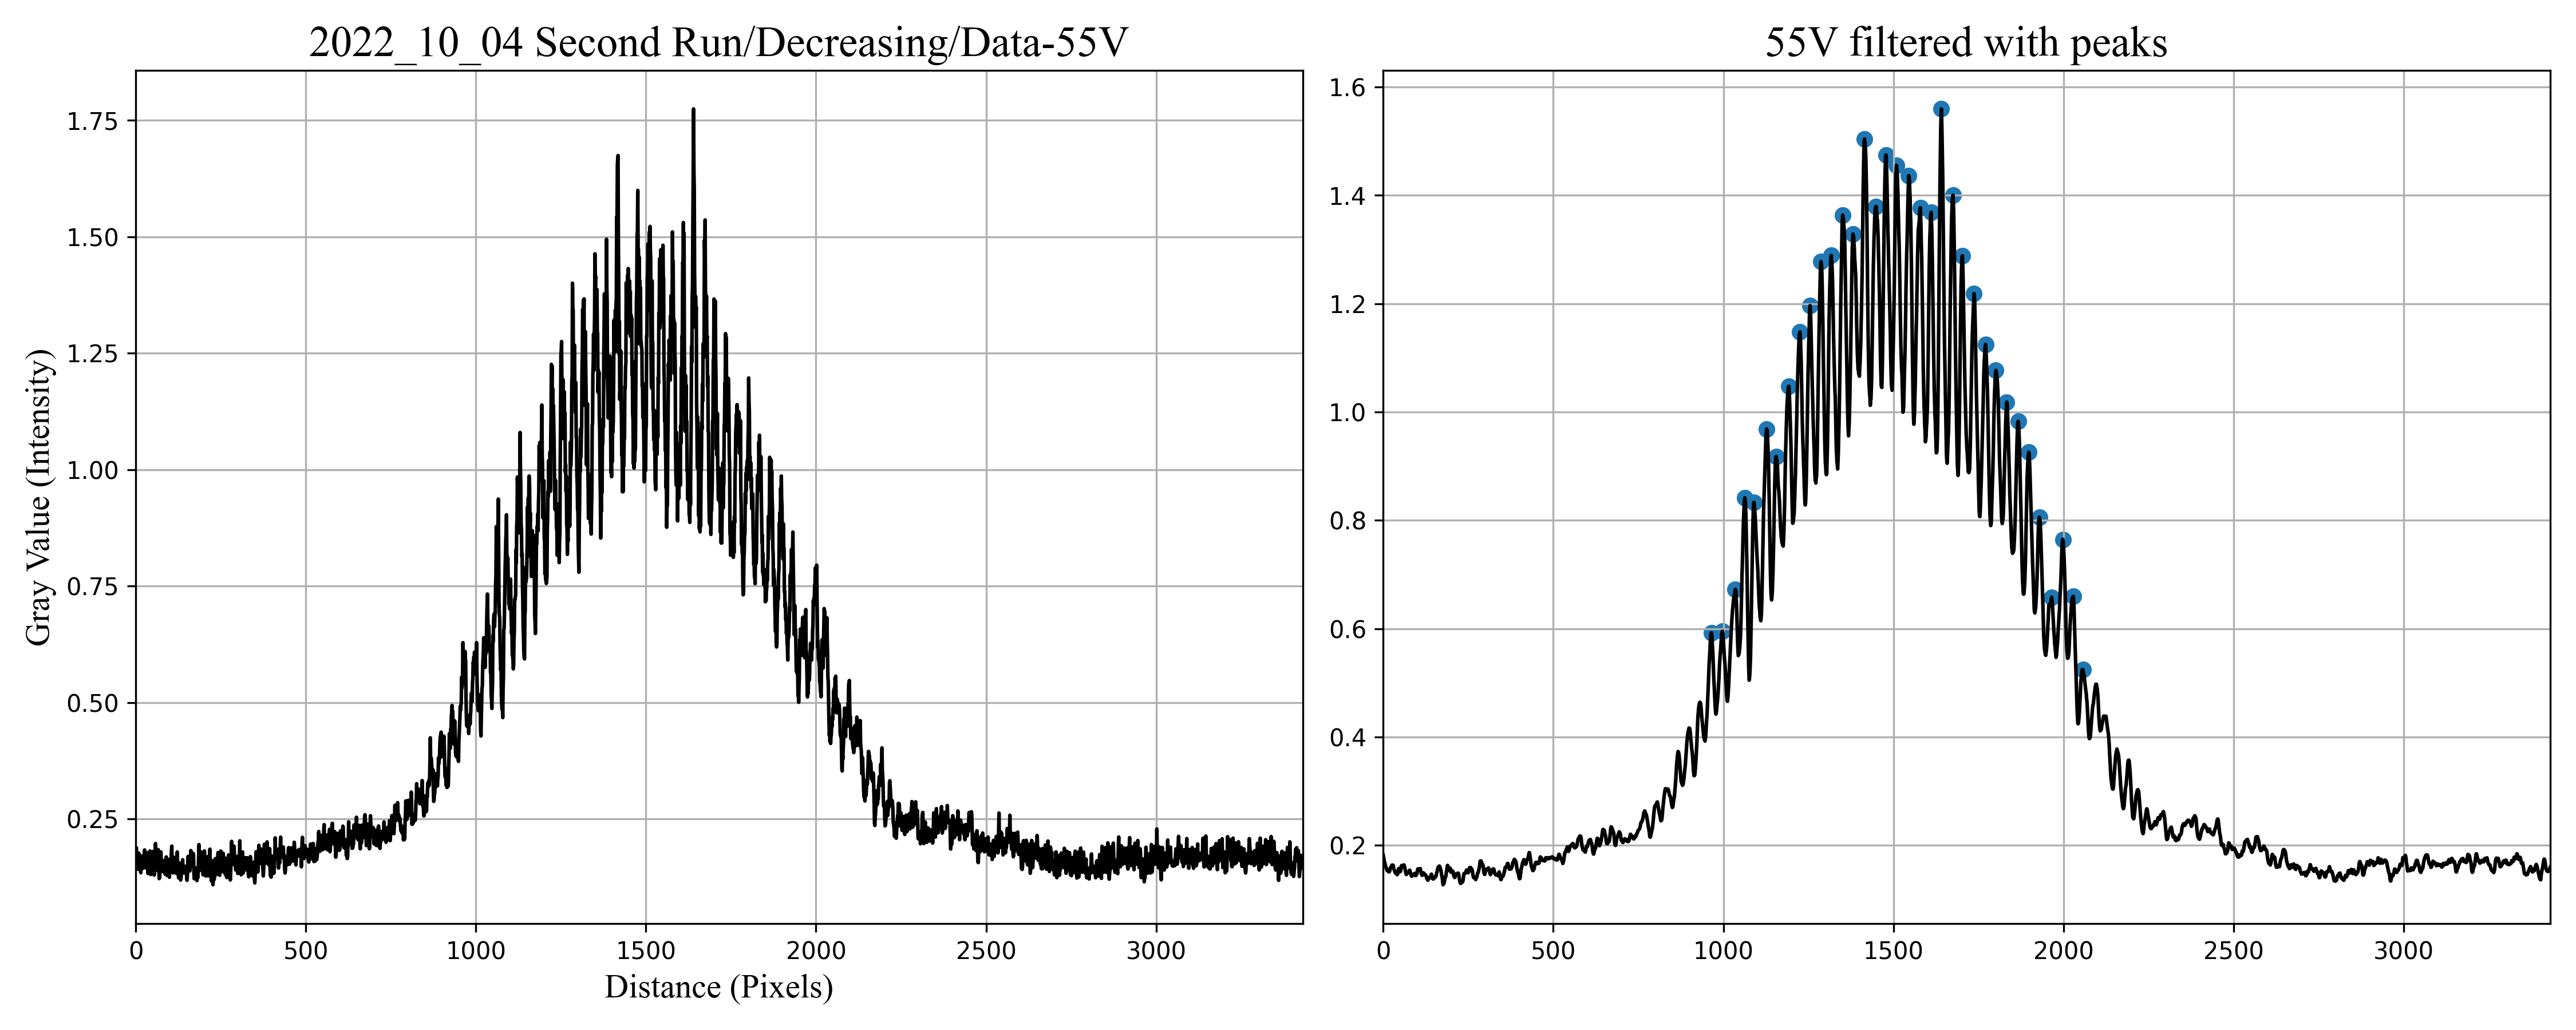 2022_10_04 Second Run/Decreasing/Data-55V
1.75
1.50
1.25
1.00
0.75
0.50
0.25
Gray Value (Intensity)
0 500 1000 1500 2000 2500 3000
Distance (Pixels)
55V filtered with peaks
1.6
1.4
1.2
1.0
0.8
0.6
0.4
0.2
0 500 1000 1500 2000 2500 3000